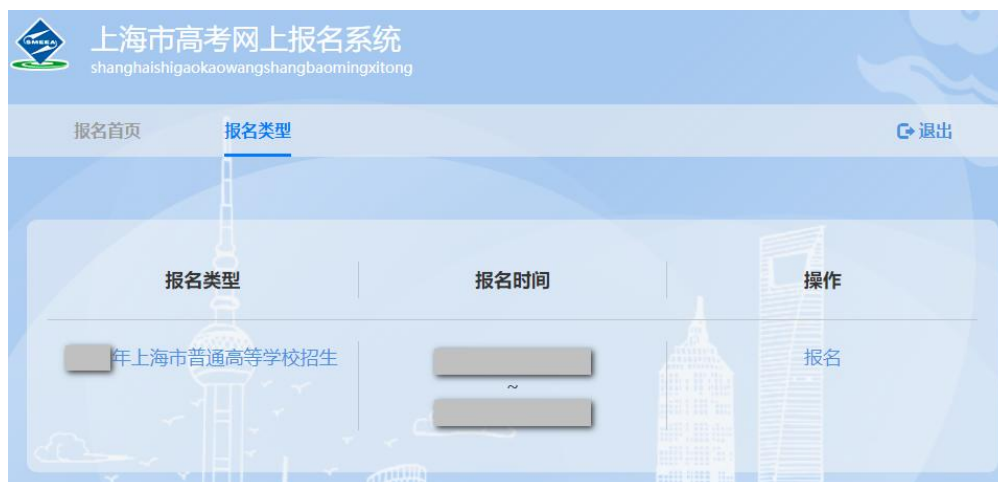 SMEEA
上海市高考网上报名系统
shanghaishigaokaowangshangbaomingxitong
报名首页 报名类型 退出
报名类型 报名时间 操作
年上海市普通高等学校招生 报名
~